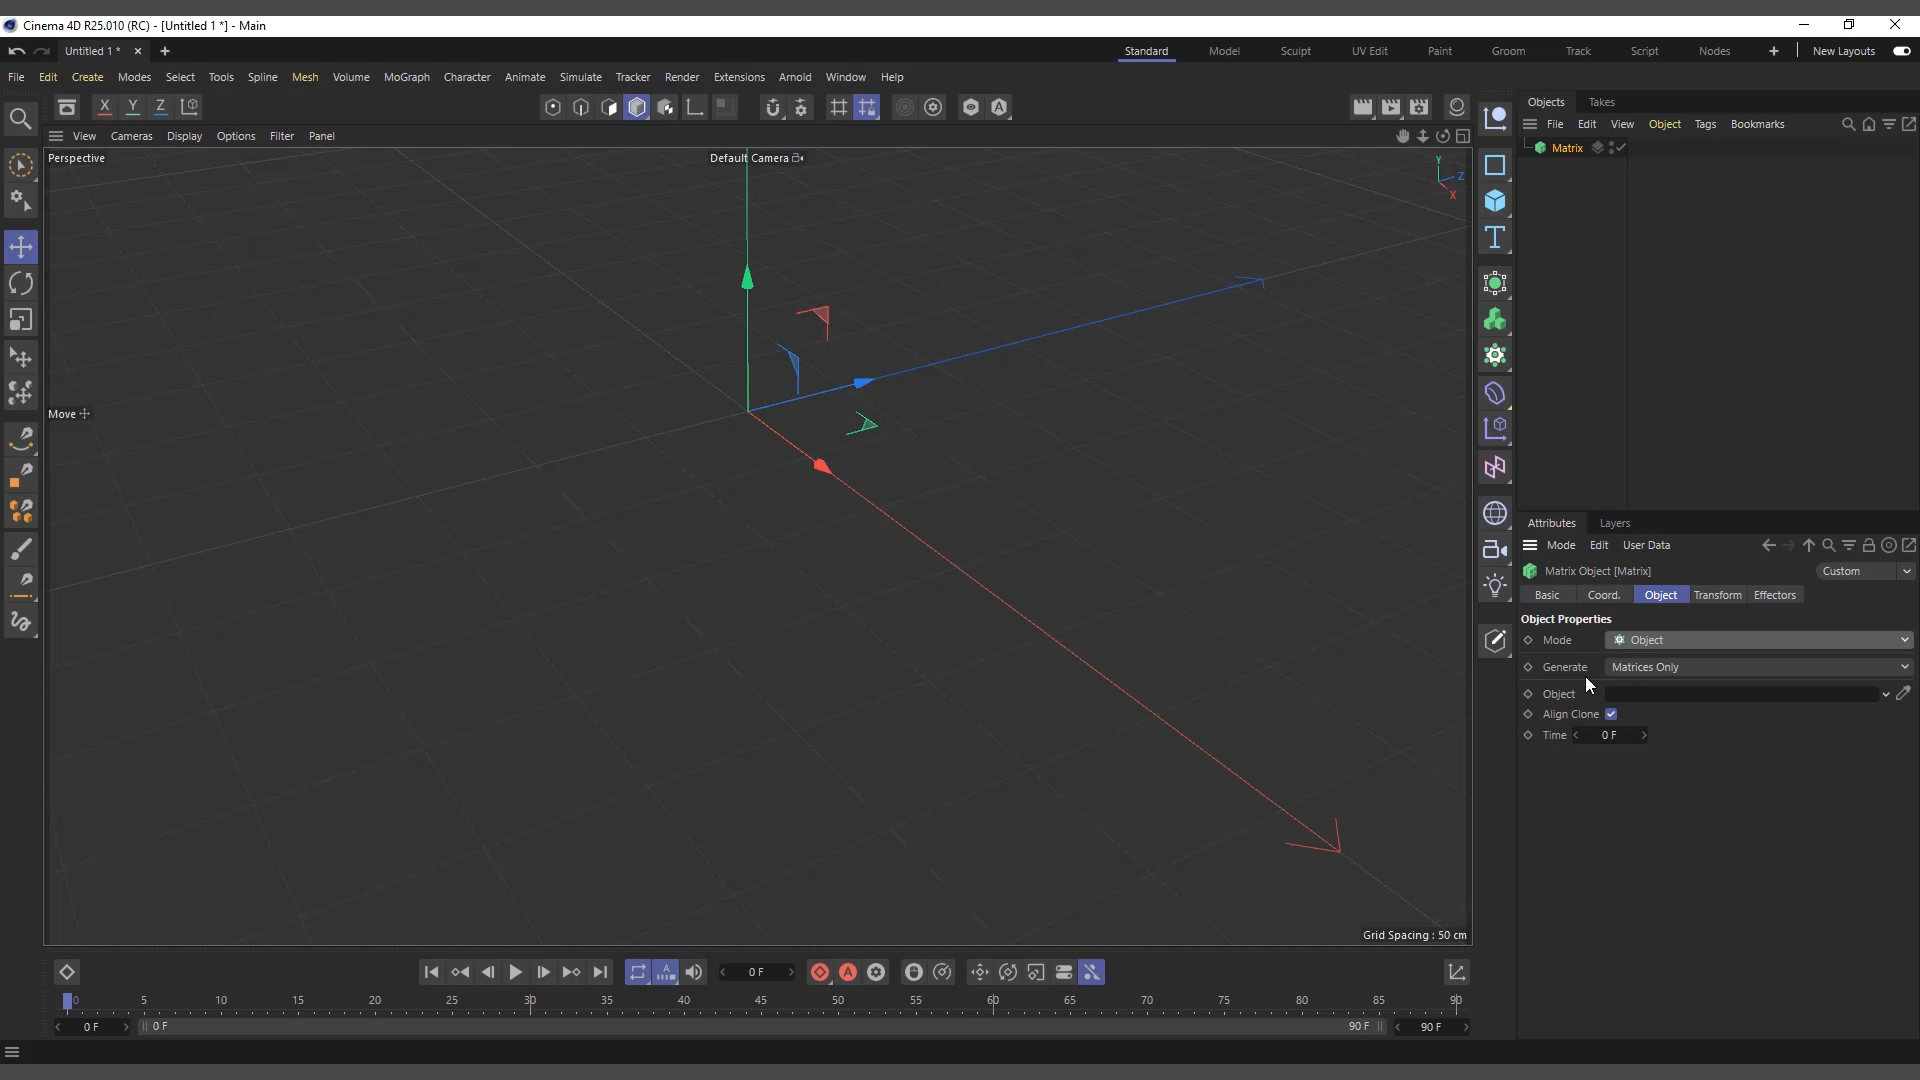 Cinema 4D R25.010 (RC) - [Untitled 1 *] - Main
Untitled 1 *
Standard Model Sculpt UV Edit Paint Groom Track Script Nodes New Layouts
File Edit Create Modes Select Tools Spline Mesh Volume MoGraph Character Animate Simulate Tracker Render Extensions Arnold Window Help
X Y Z
View Cameras Display Options Filter Panel
Perspective
Default Camera
Y
Z
X
Move
Grid Spacing : 50 cm
Objects Takes
File Edit View Object Tags Bookmarks
Matrix
Attributes Layers
Mode Edit User Data
Matrix Object [Matrix]
Custom
Basic Coord. Object Transform Effectors
Object Properties
Mode Object
Generate Matrices Only
Object
Align Clone
Time 0 F
0 F
0 5 10 15 20 25 30 35 40 45 50 55 60 65 70 75 80 85 90
0 F 0 F 90 F 90 F